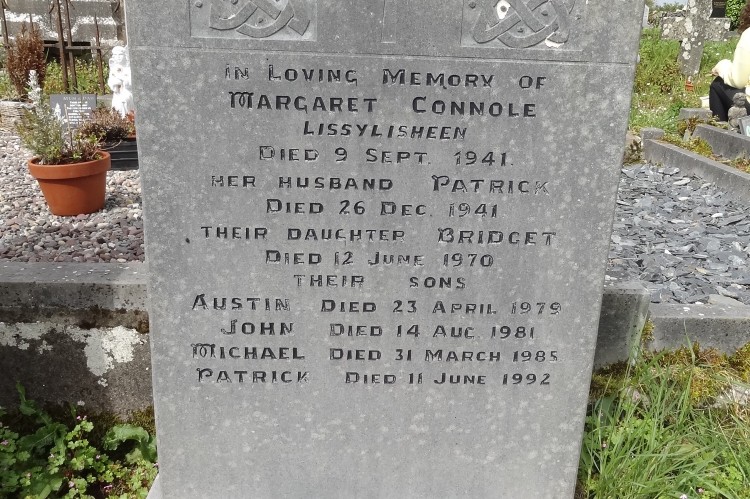 In Loving Memory of
Margaret Connole
Lissylisheen
Died 9 Sept. 1941.
Her husband Patrick
Died 26 Dec. 1941
Their daughter Bridget
Died 12 June 1970
Their sons
Austin Died 23 April 1979
John Died 14 Aug. 1981
Michael Died 31 March 1985
Patrick Died 11 June 1992